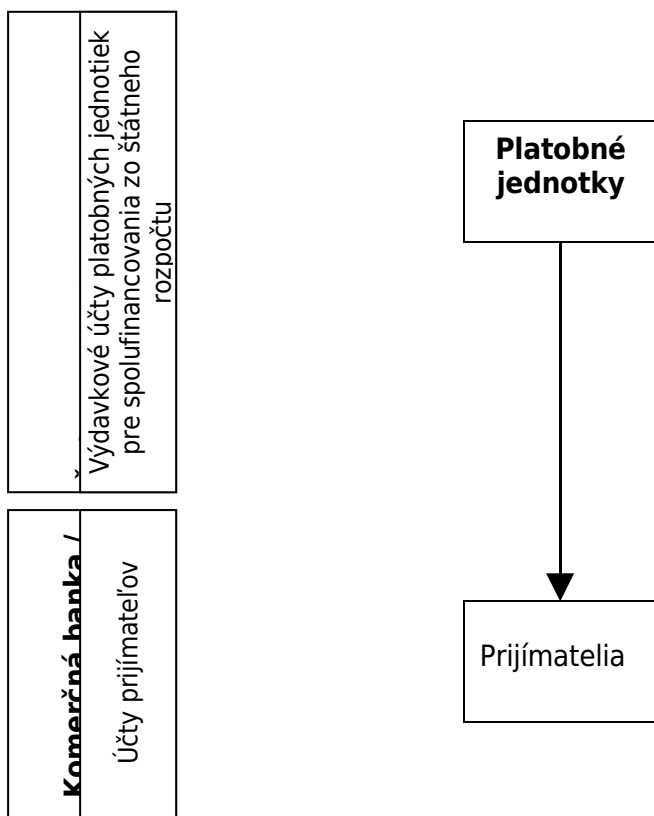 Výdavkové účty platobných jednotiek
pre spolufinancovania zo štátneho
rozpočtu
Platobné
jednotky
Komerčná banka /
Účty prijímateľov
Prijímatelia